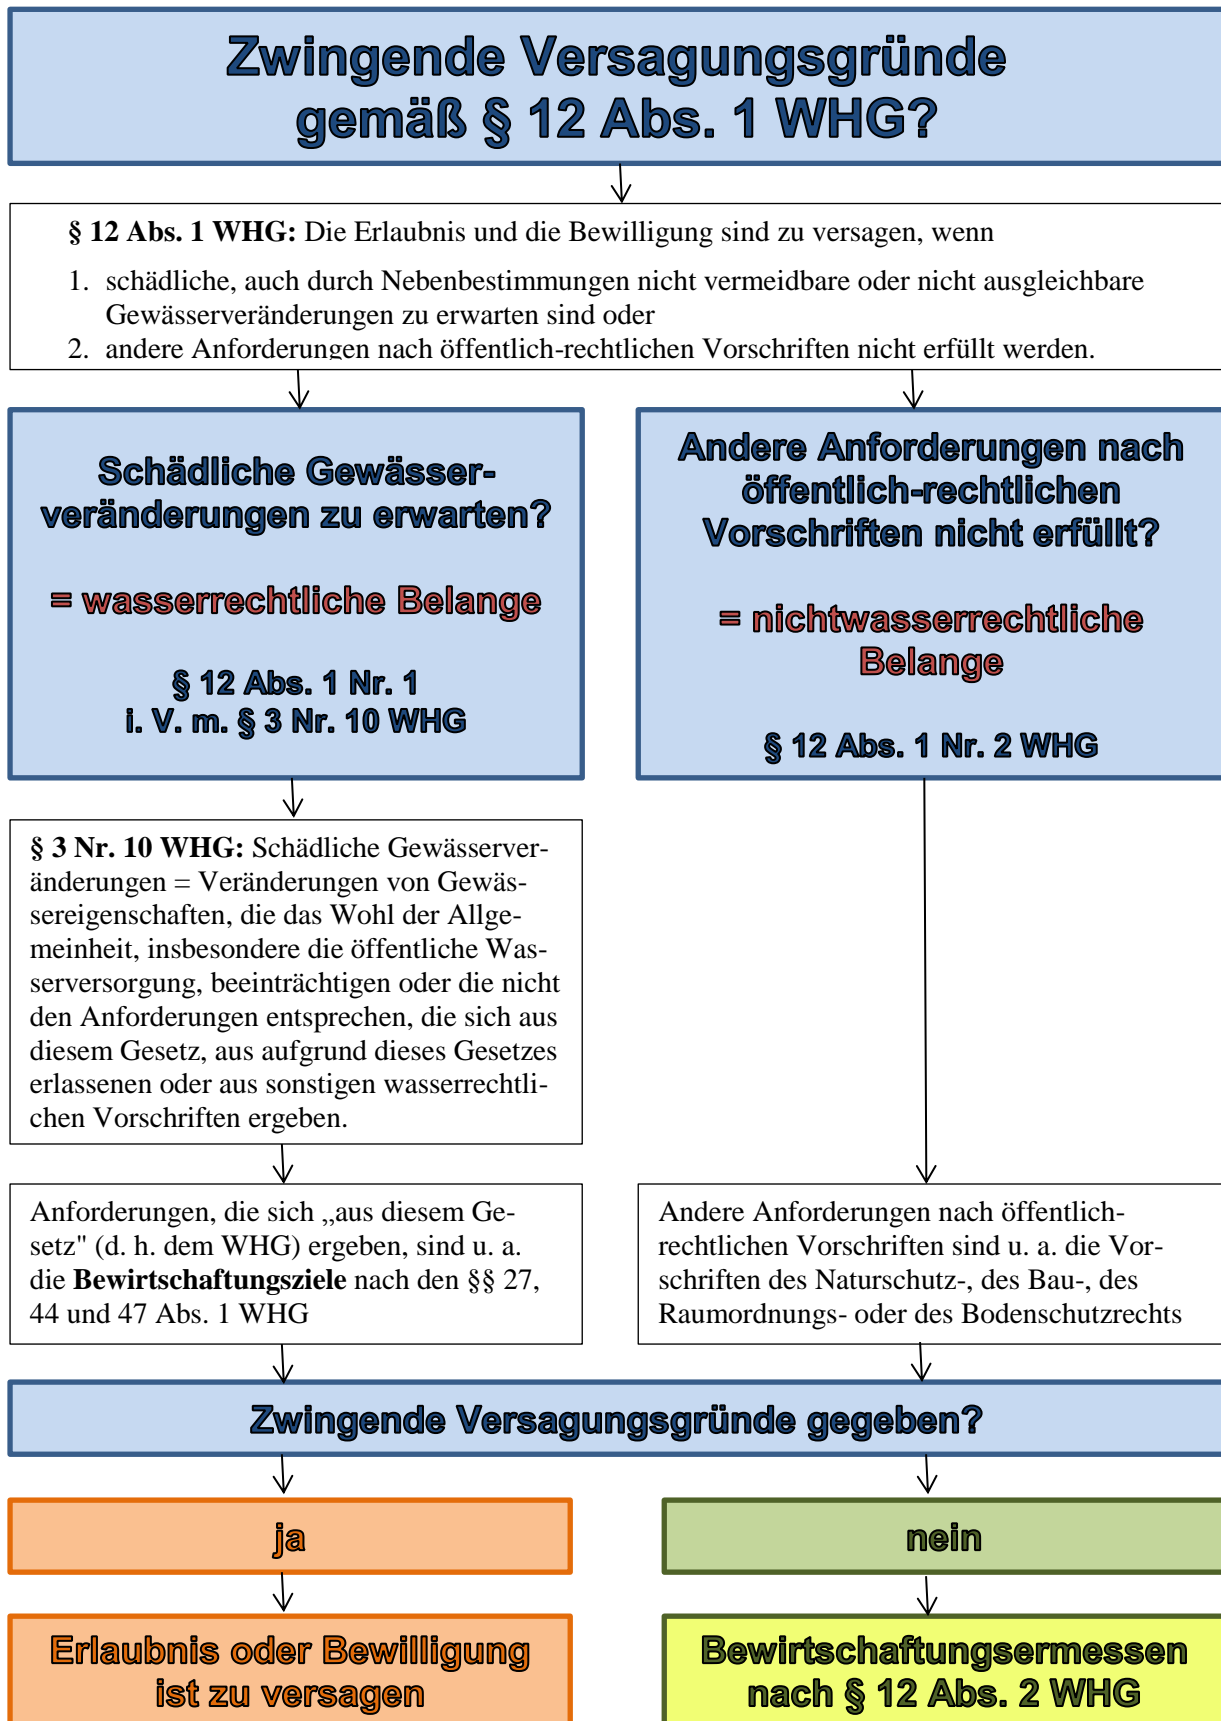 Zwingende Versagungsgründe
gemäß § 12 Abs. 1 WHG?
§ 12 Abs. 1 WHG: Die Erlaubnis und die Bewilligung sind zu versagen, wenn
1. schädliche, auch durch Nebenbestimmungen nicht vermeidbare oder nicht ausgleichbare
Gewässerveränderungen zu erwarten sind oder
2. andere Anforderungen nach öffentlich-rechtlichen Vorschriften nicht erfüllt werden.
Schädliche Gewässer-
veränderungen zu erwarten?
= wasserrechtliche Belange
§ 12 Abs. 1 Nr. 1
i. V. m. § 3 Nr. 10 WHG
Andere Anforderungen nach
öffentlich-rechtlichen
Vorschriften nicht erfüllt?
= nichtwasserrechtliche
Belange
§ 12 Abs. 1 Nr. 2 WHG
§ 3 Nr. 10 WHG: Schädliche Gewässerver-
änderungen = Veränderungen von Gewäs-
sereigenschaften, die das Wohl der Allge-
meinheit, insbesondere die öffentliche Was-
serversorgung, beeinträchtigen oder die nicht
den Anforderungen entsprechen, die sich aus
diesem Gesetz, aus aufgrund dieses Gesetzes
erlassenen oder aus sonstigen wasserrechtli-
chen Vorschriften ergeben.
Anforderungen, die sich „aus diesem Ge-
setz" (d. h. dem WHG) ergeben, sind u. a.
die Bewirtschaftungsziele nach den §§ 27,
44 und 47 Abs. 1 WHG
Andere Anforderungen nach öffentlich-
rechtlichen Vorschriften sind u. a. die Vor-
schriften des Naturschutz-, des Bau-, des
Raumordnungs- oder des Bodenschutzrechts
Zwingende Versagungsgründe gegeben?
ja
nein
Erlaubnis oder Bewilligung
ist zu versagen
Bewirtschaftungsermessen
nach § 12 Abs. 2 WHG